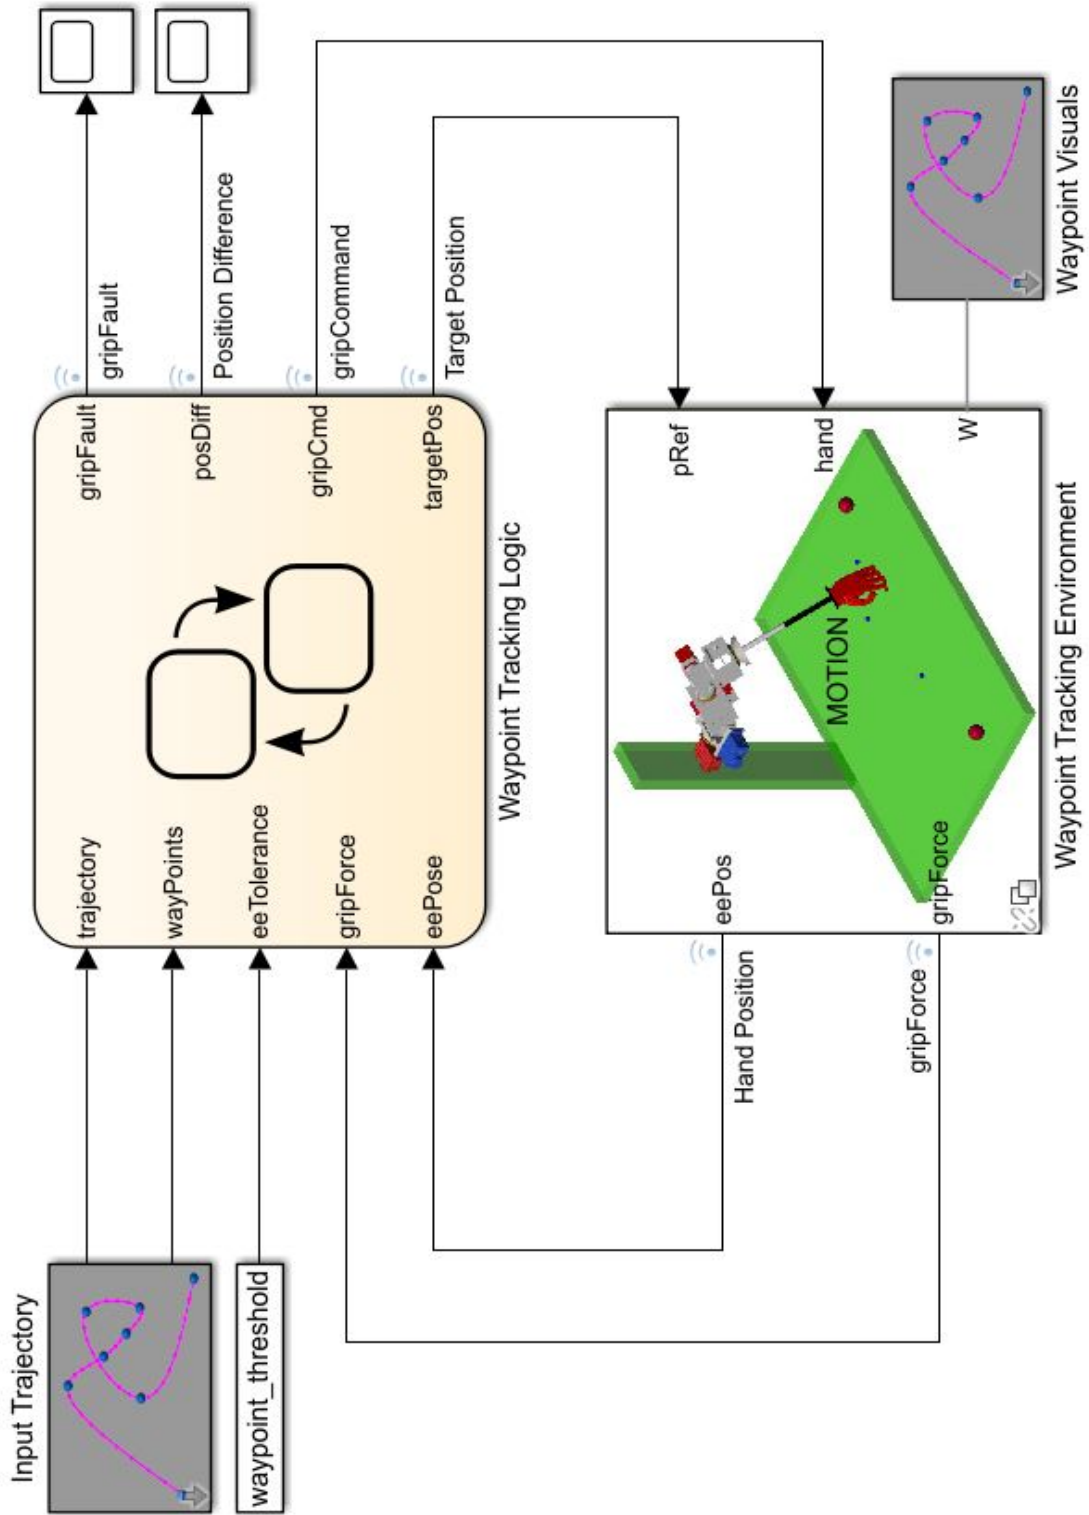 Input Trajectory
waypoint_threshold
trajectory
wayPoints
eeTolerance
gripForce
eePose
gripFault
posDiff
gripCmd
targetPos
Waypoint Tracking Logic
gripFault
Position Difference
gripCommand
Target Position
Hand Position
gripForce
eePos
gripForce
MOTION
pRef
hand
W
Waypoint Tracking Environment
Waypoint Visuals